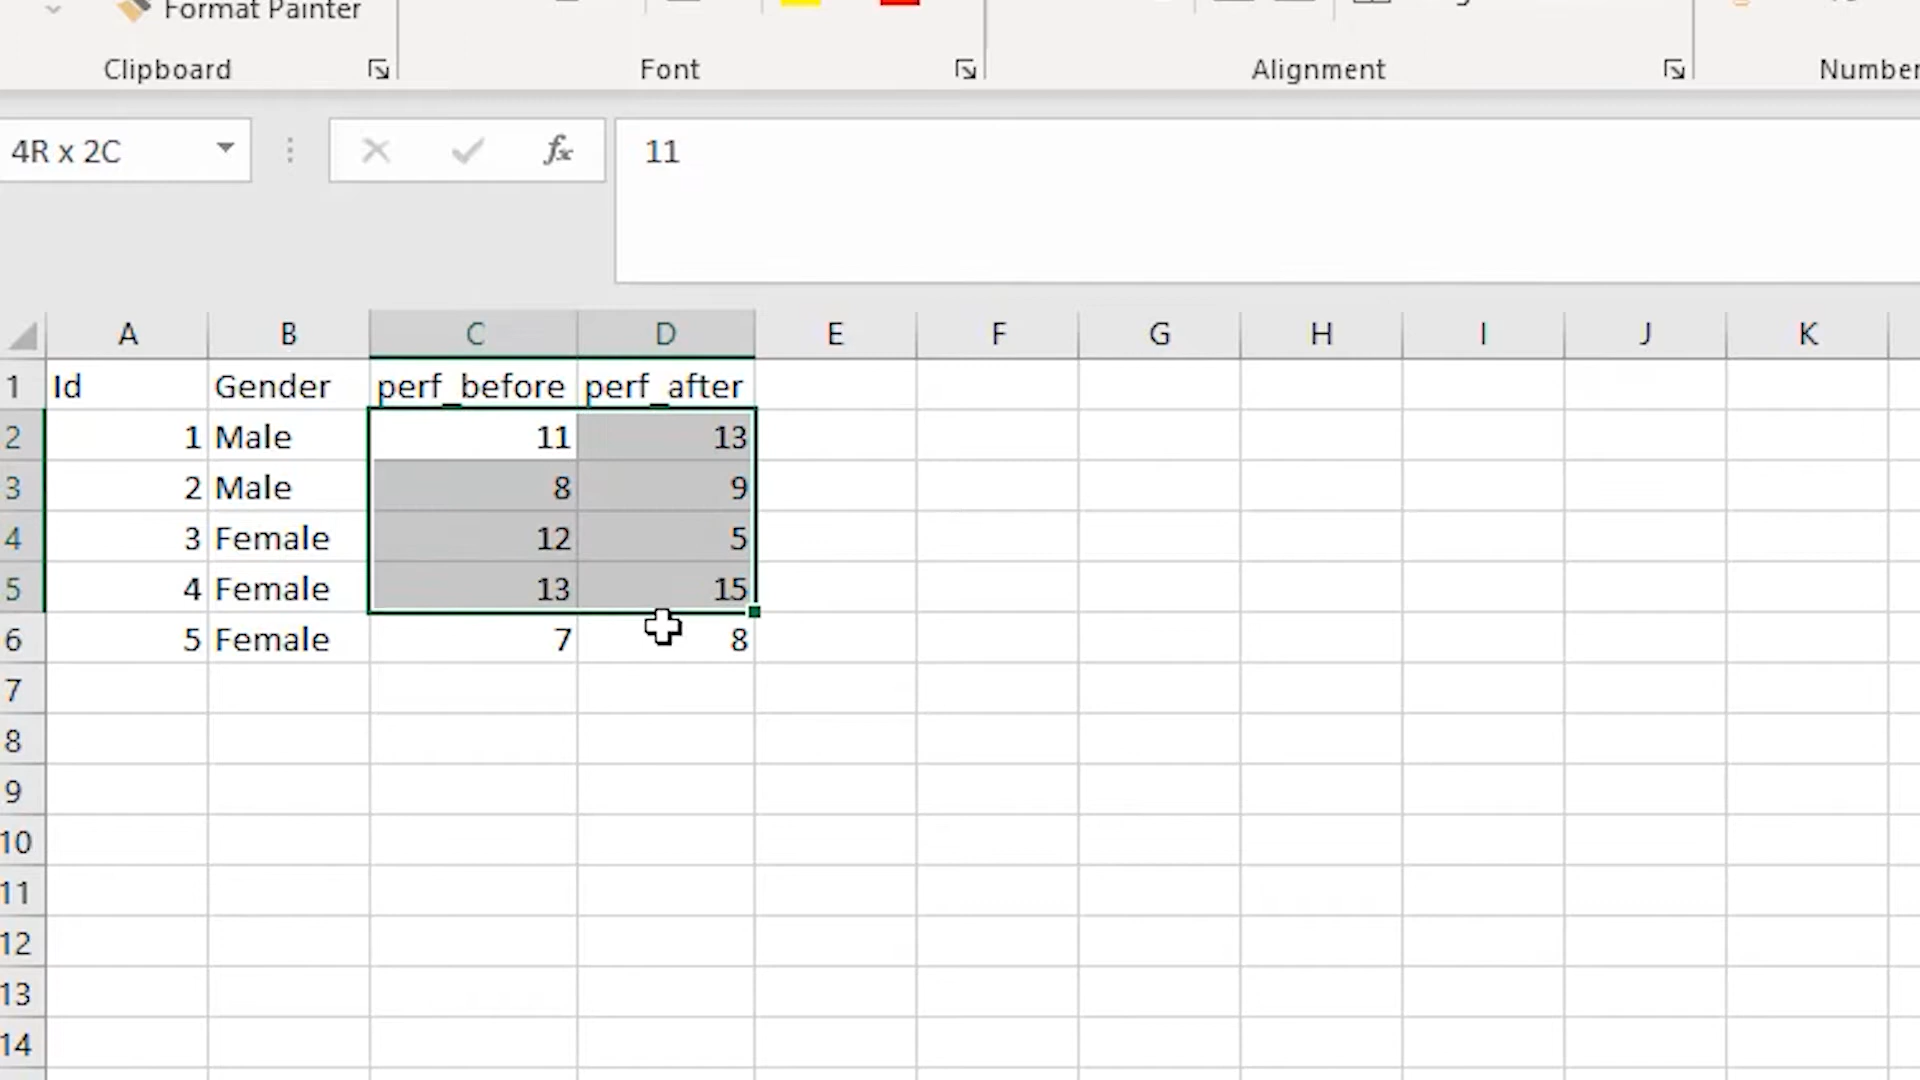 Format Painter
Clipboard Font Alignment Number
4R x 2C fx 11
A B C D E F G H I J K
1 Id Gender perf_before perf_after
2 1 Male 11 13
3 2 Male 8 9
4 3 Female 12 5
5 4 Female 13 15
6 5 Female 7 8
7
8
9
10
11
12
13
14